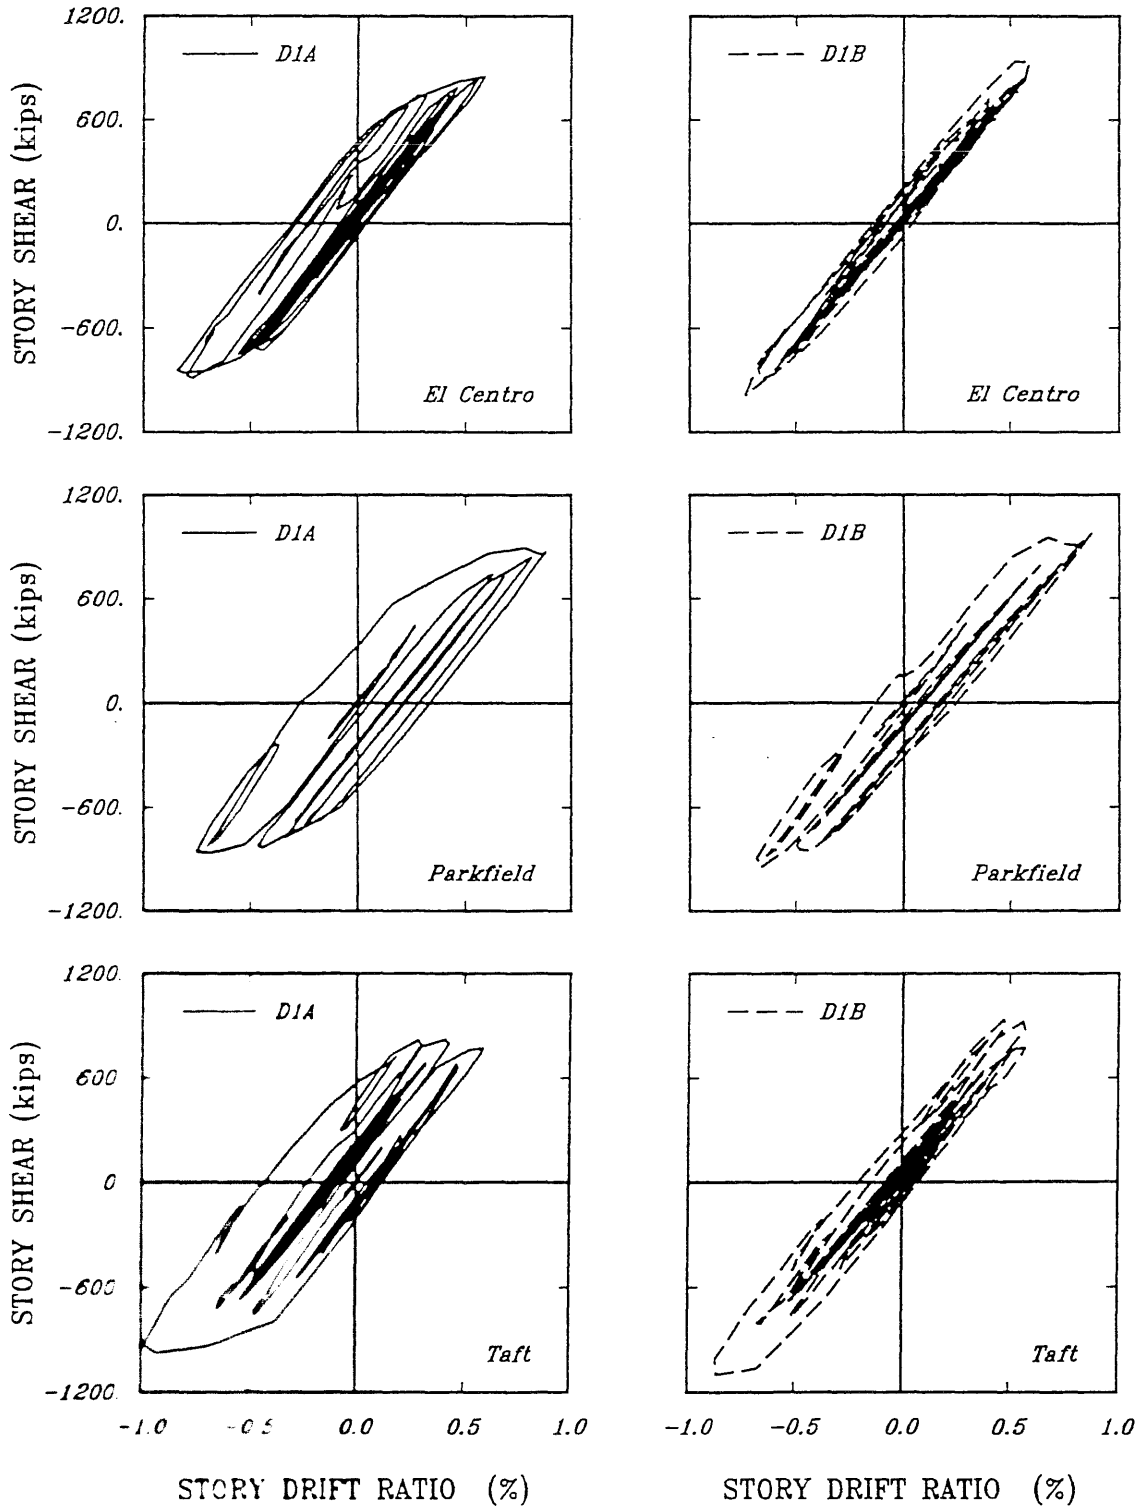 1200.
600.
0.
-600.
-1200.
STORY SHEAR (kips)
D1A
El Centro
D1B
El Centro
1200.
600.
0.
-600.
-1200.
STORY SHEAR (kips)
D1A
Parkfield
D1B
Parkfield
1200.
600
0
-600
-1200.
STORY SHEAR (kips)
D1A
Taft
D1B
Taft
-1.0 -0.5 0.0 0.5 1.0
-1.0 -0.5 0.0 0.5 1.0
STORY DRIFT RATIO (%)
STORY DRIFT RATIO (%)